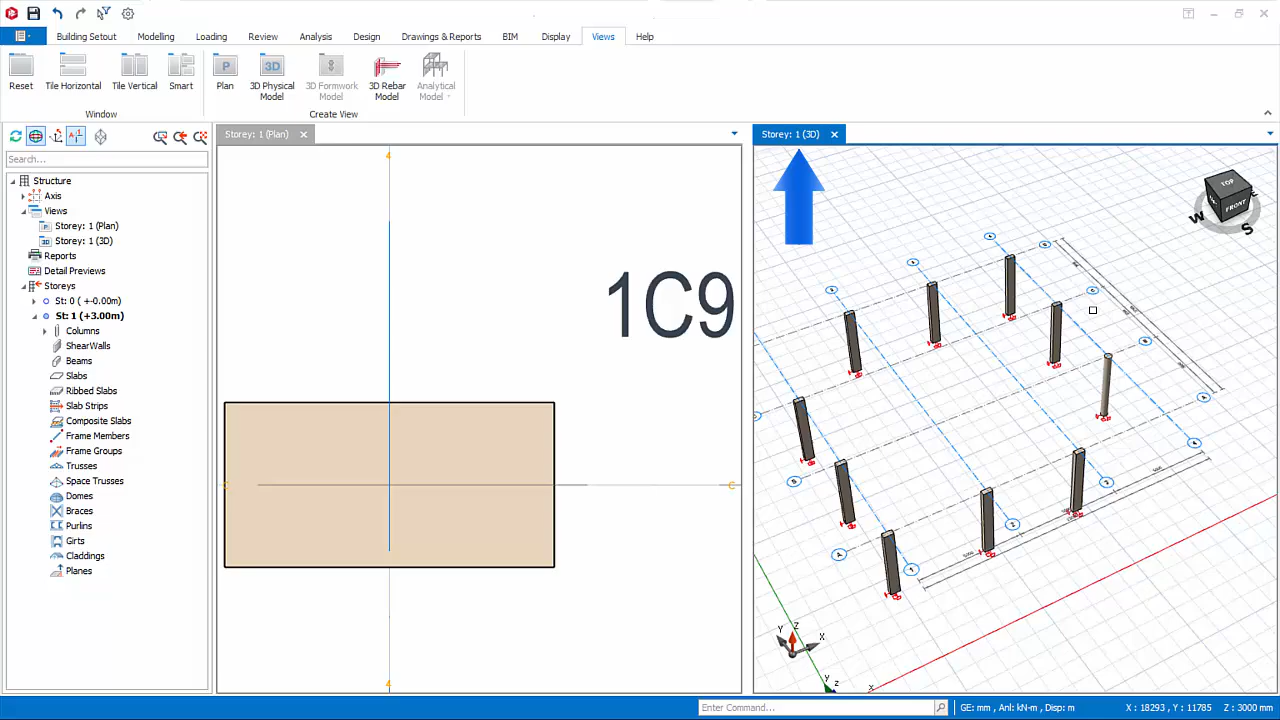 Building Setout Modelling Loading Review Analysis Design Drawings & Reports BIM Display Views Help
Reset Tile Horizontal Tile Vertical Smart Plan 3D Physical Model 3D Formwork Model 3D Rebar Model Analytical Model
Window Create View
Storey: 1 (Plan) Storey: 1 (3D)
Search...
Structure
Axis
Views
Storey: 1 (Plan)
Storey: 1 (3D)
Reports
Detail Previews
Storeys
St: 0 ( +-0.00m)
St: 1 (+3.00m)
Columns
ShearWalls
Beams
Slabs
Ribbed Slabs
Slab Strips
Composite Slabs
Frame Members
Frame Groups
Trusses
Space Trusses
Domes
Braces
Purlins
Girts
Claddings
Planes
4
1C9
C C
4
TOP
FRONT
W
S
Y Z X
Y Z X
Enter Command... GE: mm, Anl: kN-m, Disp: m X : 18293, Y : 11785 Z : 3000 mm